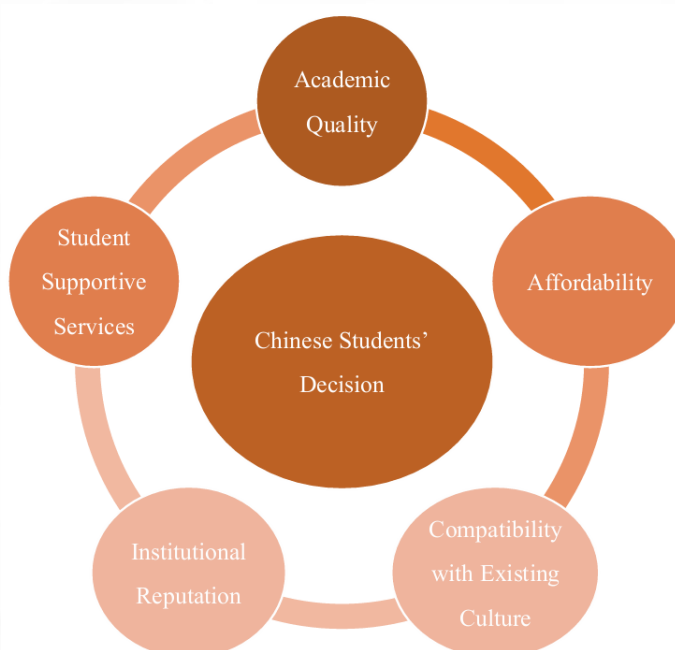 Academic
Quality
Affordability
Student
Supportive
Services
Chinese Students’
Decision
Compatibility
with Existing
Culture
Institutional
Reputation